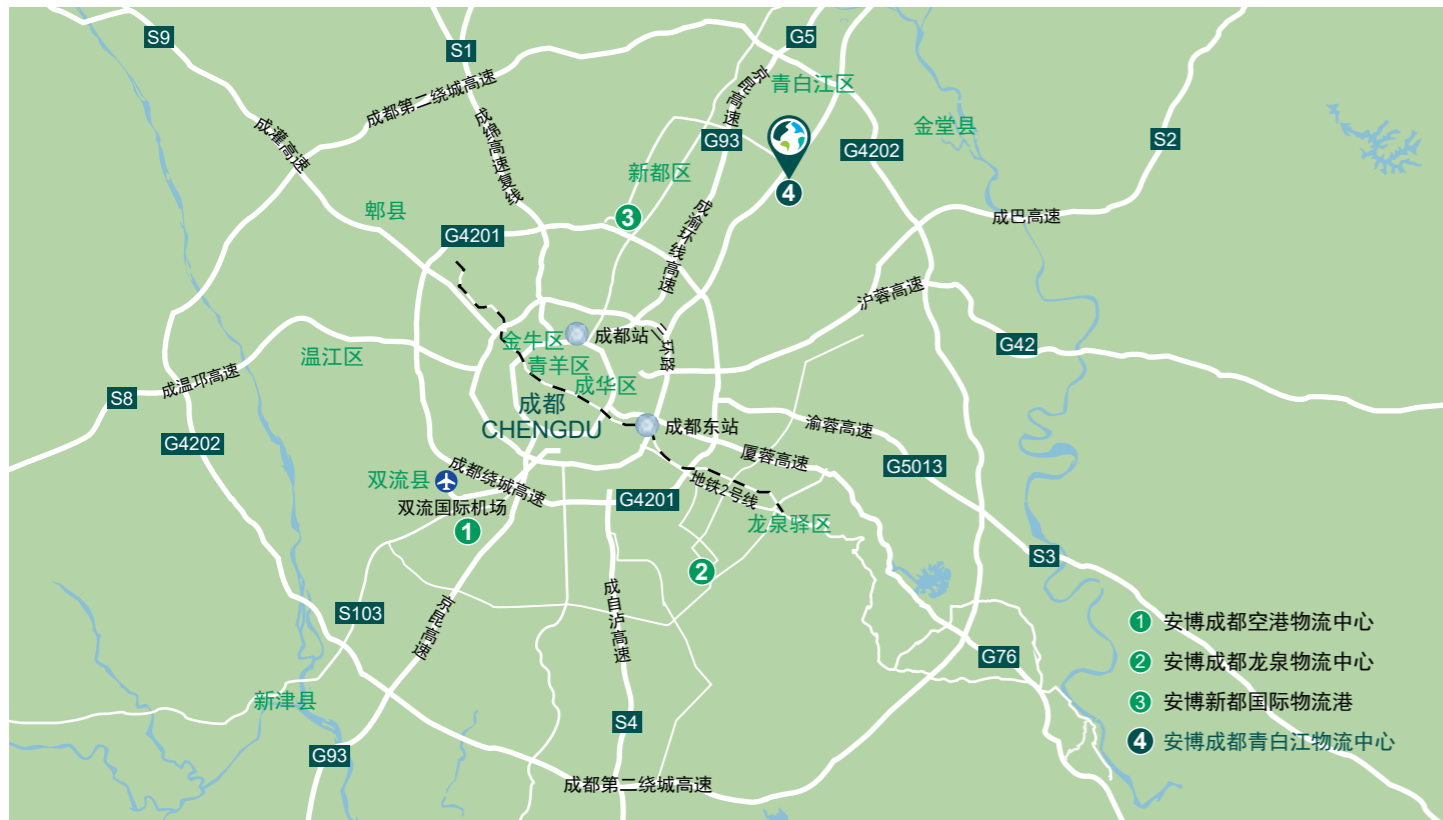 S9
S1
G5
成都第二绕城高速
京昆高速
青白江区
成灌高速
成绵高速复线
G93
G4202
金堂县
S2
新都区
4
郫县
3
成渝环线高速
成巴高速
G4201
沪蓉高速
金牛区
成都站
二环路
G42
温江区
青羊区
成温邛高速
成华区
S8
成都
CHENGDU
成都东站
渝蓉高速
G4202
厦蓉高速
成都绕城高速
G5013
双流县
地铁2号线
G4201
双流国际机场
龙泉驿区
1
S3
2
成自泸高速
京昆高速
S103
G76
新津县
S4
G93
成都第二绕城高速
1 安博成都空港物流中心
2 安博成都龙泉物流中心
3 安博新都国际物流港
4 安博成都青白江物流中心